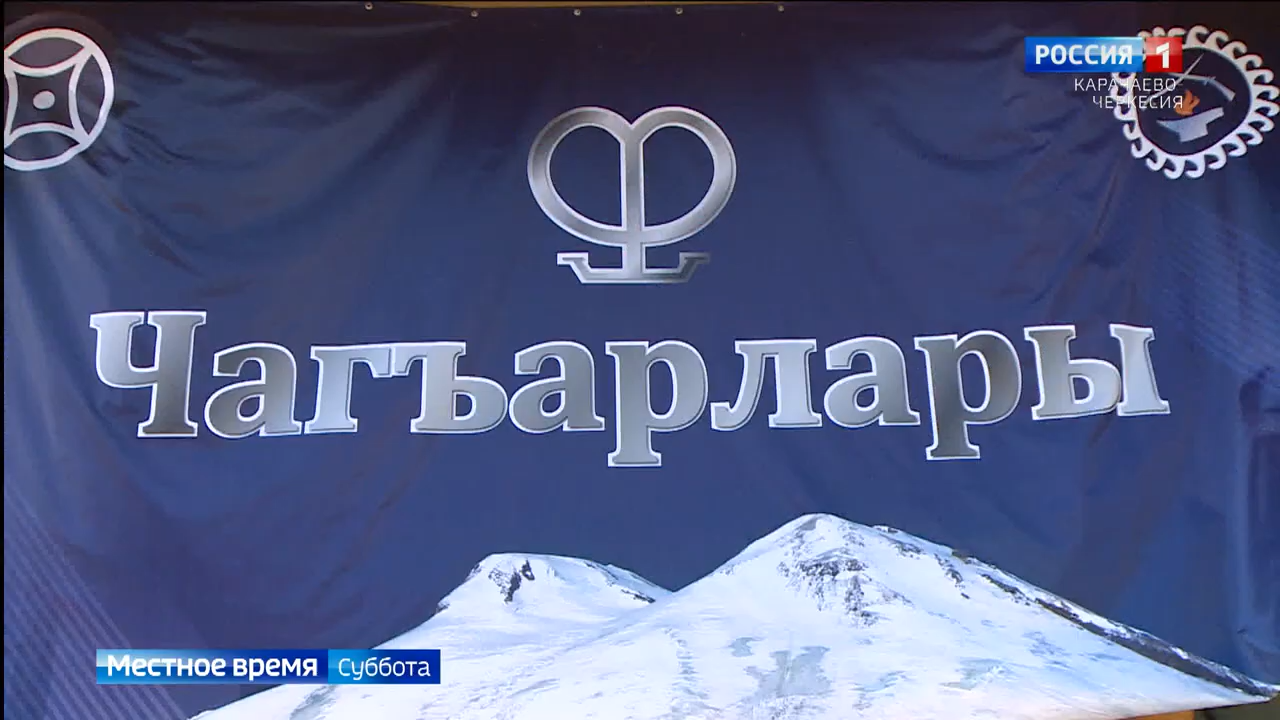 РОССИЯ 1
КАРАЧАЕВО-
ЧЕРКЕСИЯ
Чагъарлары
Местное время Суббота